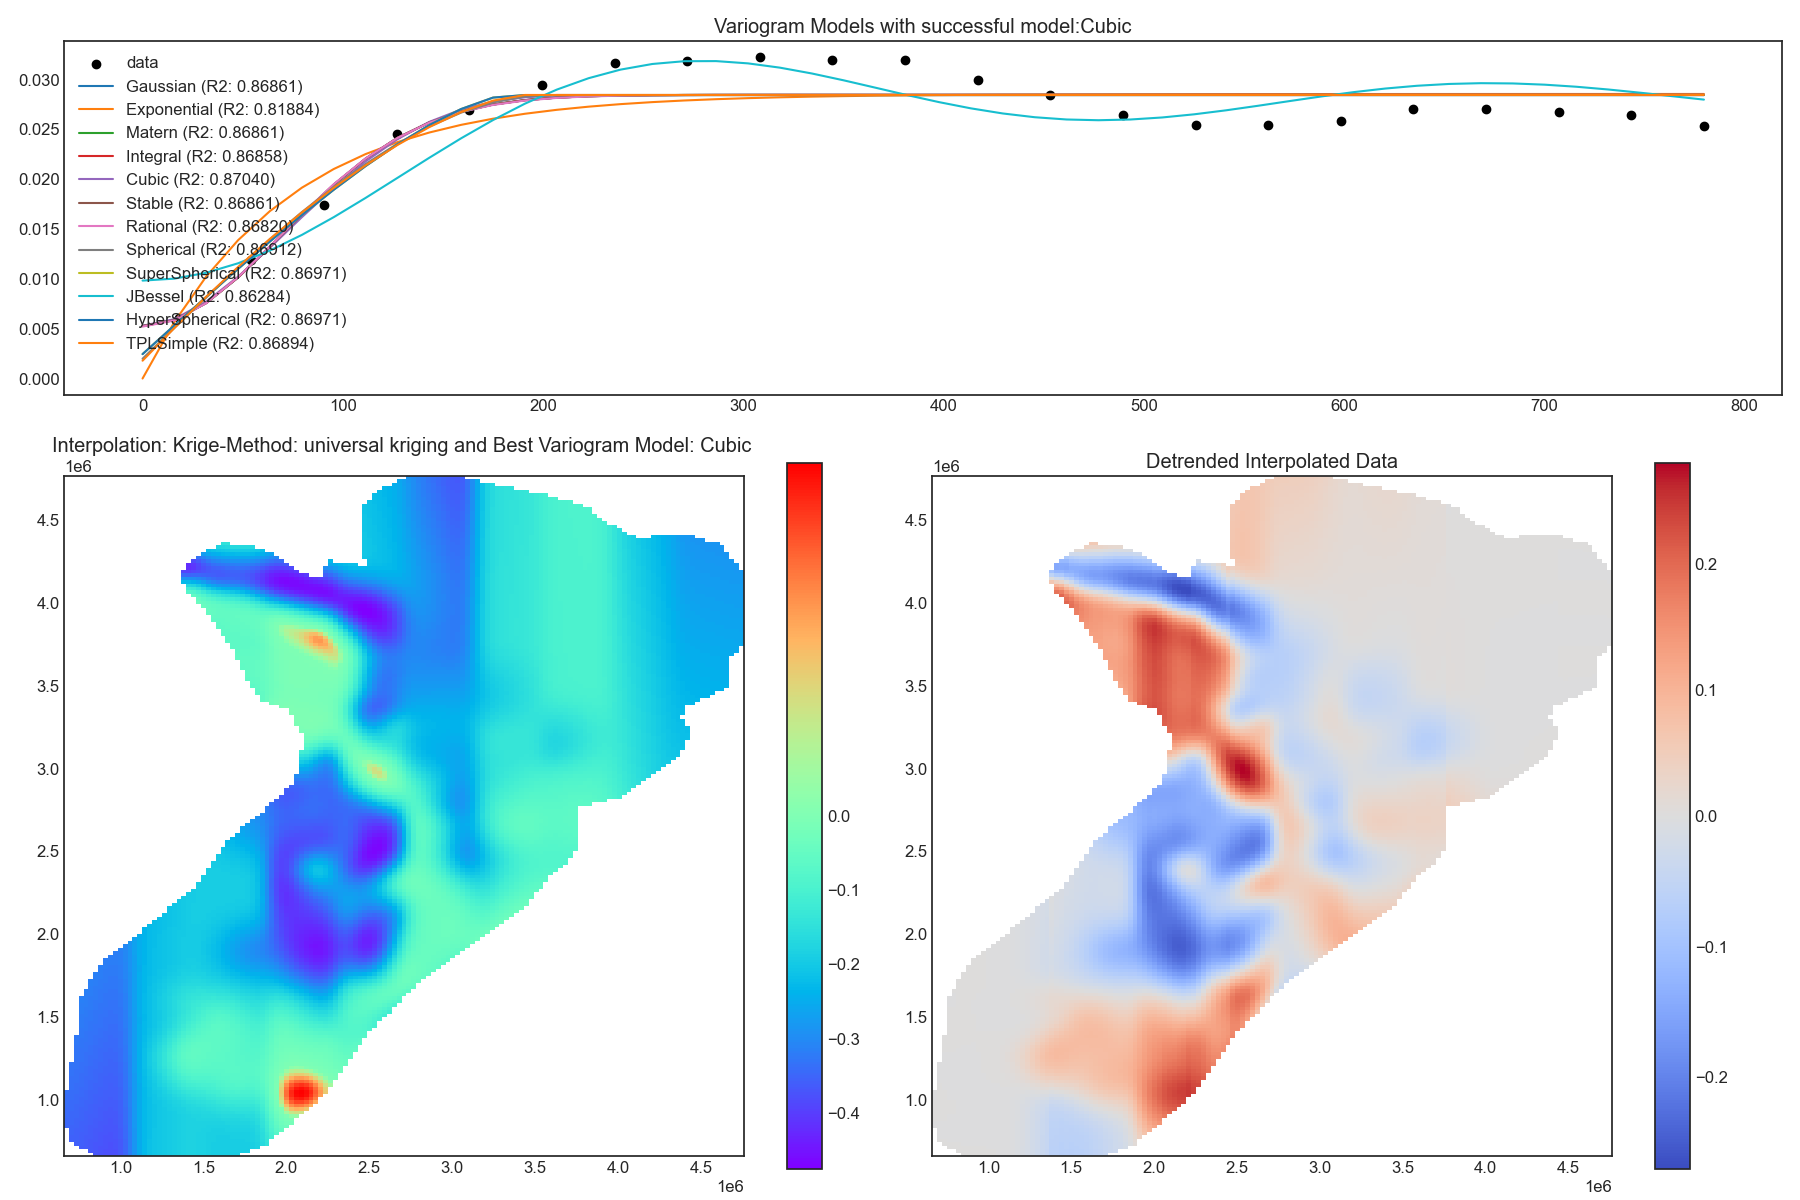 Variogram Models with successful model:Cubic
0.030
0.025
0.020
0.015
0.010
0.005
0.000
data
Gaussian (R2: 0.86861)
Exponential (R2: 0.81884)
Matern (R2: 0.86861)
Integral (R2: 0.86858)
Cubic (R2: 0.87040)
Stable (R2: 0.86861)
Rational (R2: 0.86820)
Spherical (R2: 0.86912)
SuperSpherical (R2: 0.86971)
JBessel (R2: 0.86284)
HyperSpherical (R2: 0.86971)
TPLSimple (R2: 0.86894)
0 100 200 300 400 500 600 700 800
Interpolation: Krige-Method: universal kriging and Best Variogram Model: Cubic
1e6
4.5
4.0
3.5
3.0
2.5
2.0
1.5
1.0
1.0 1.5 2.0 2.5 3.0 3.5 4.0 4.5
1e6
0.0
−0.1
−0.2
−0.3
−0.4
Detrended Interpolated Data
1e6
4.5
4.0
3.5
3.0
2.5
2.0
1.5
1.0
1.0 1.5 2.0 2.5 3.0 3.5 4.0 4.5
1e6
0.2
0.1
0.0
−0.1
−0.2